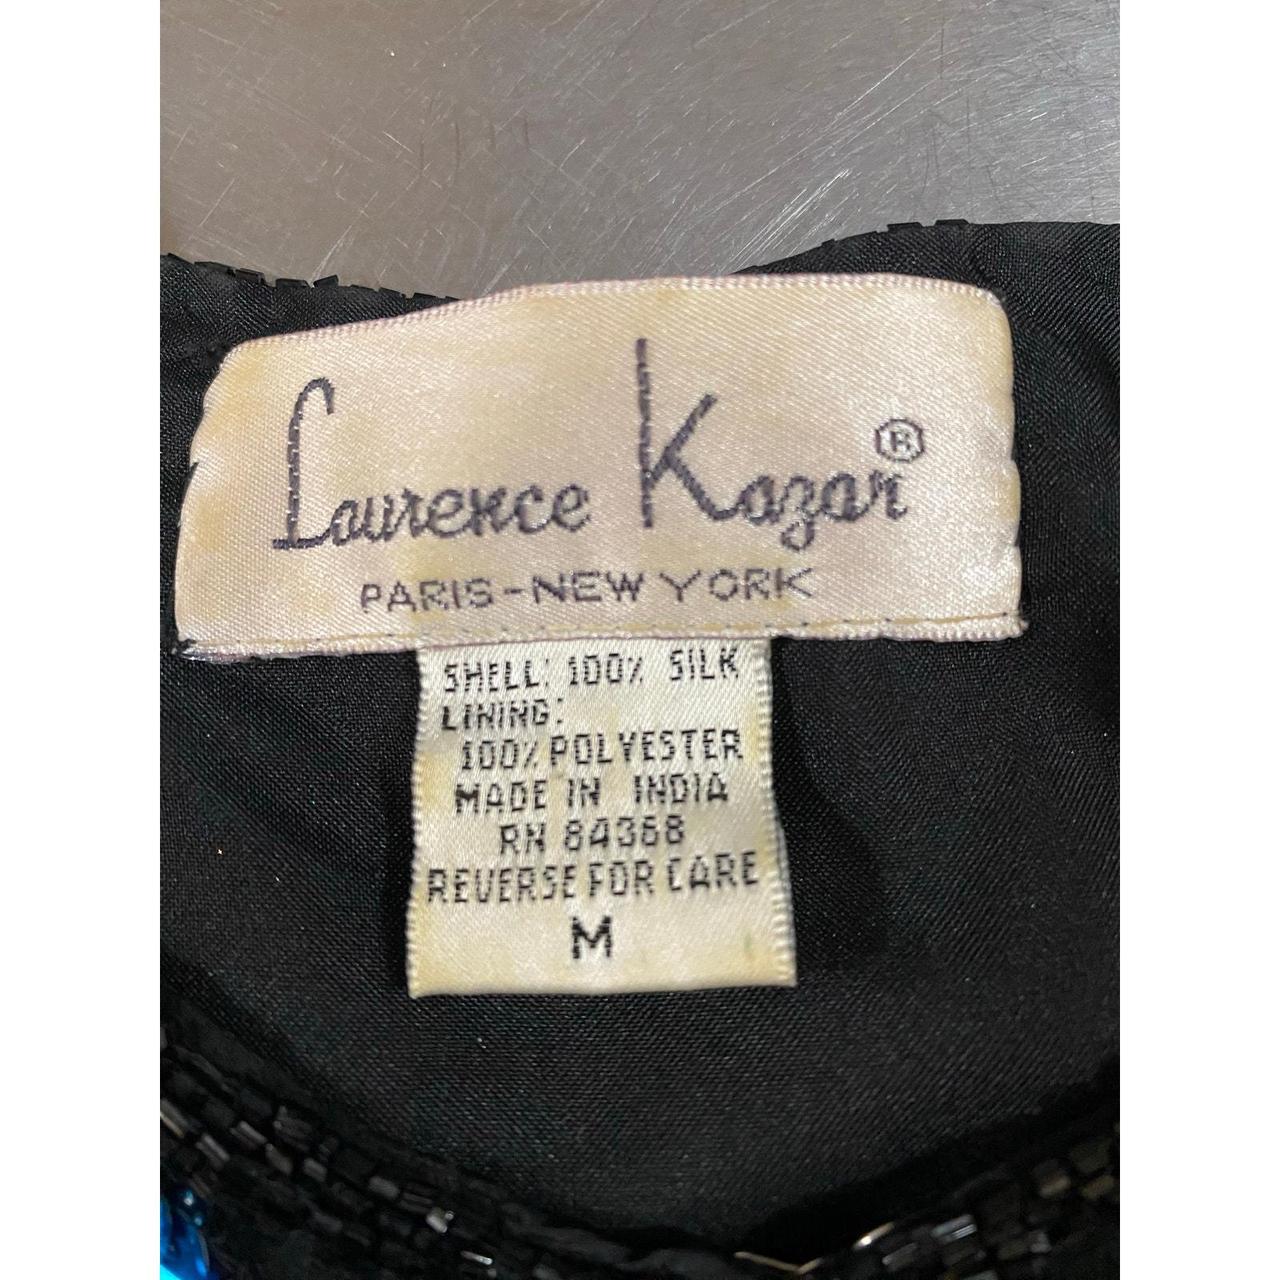 Laurence Kazar®
PARIS-NEW YORK
SHELL: 100% SILK
LINING:
100% POLYESTER
MADE IN INDIA
RN 84368
REVERSE FOR CARE
M